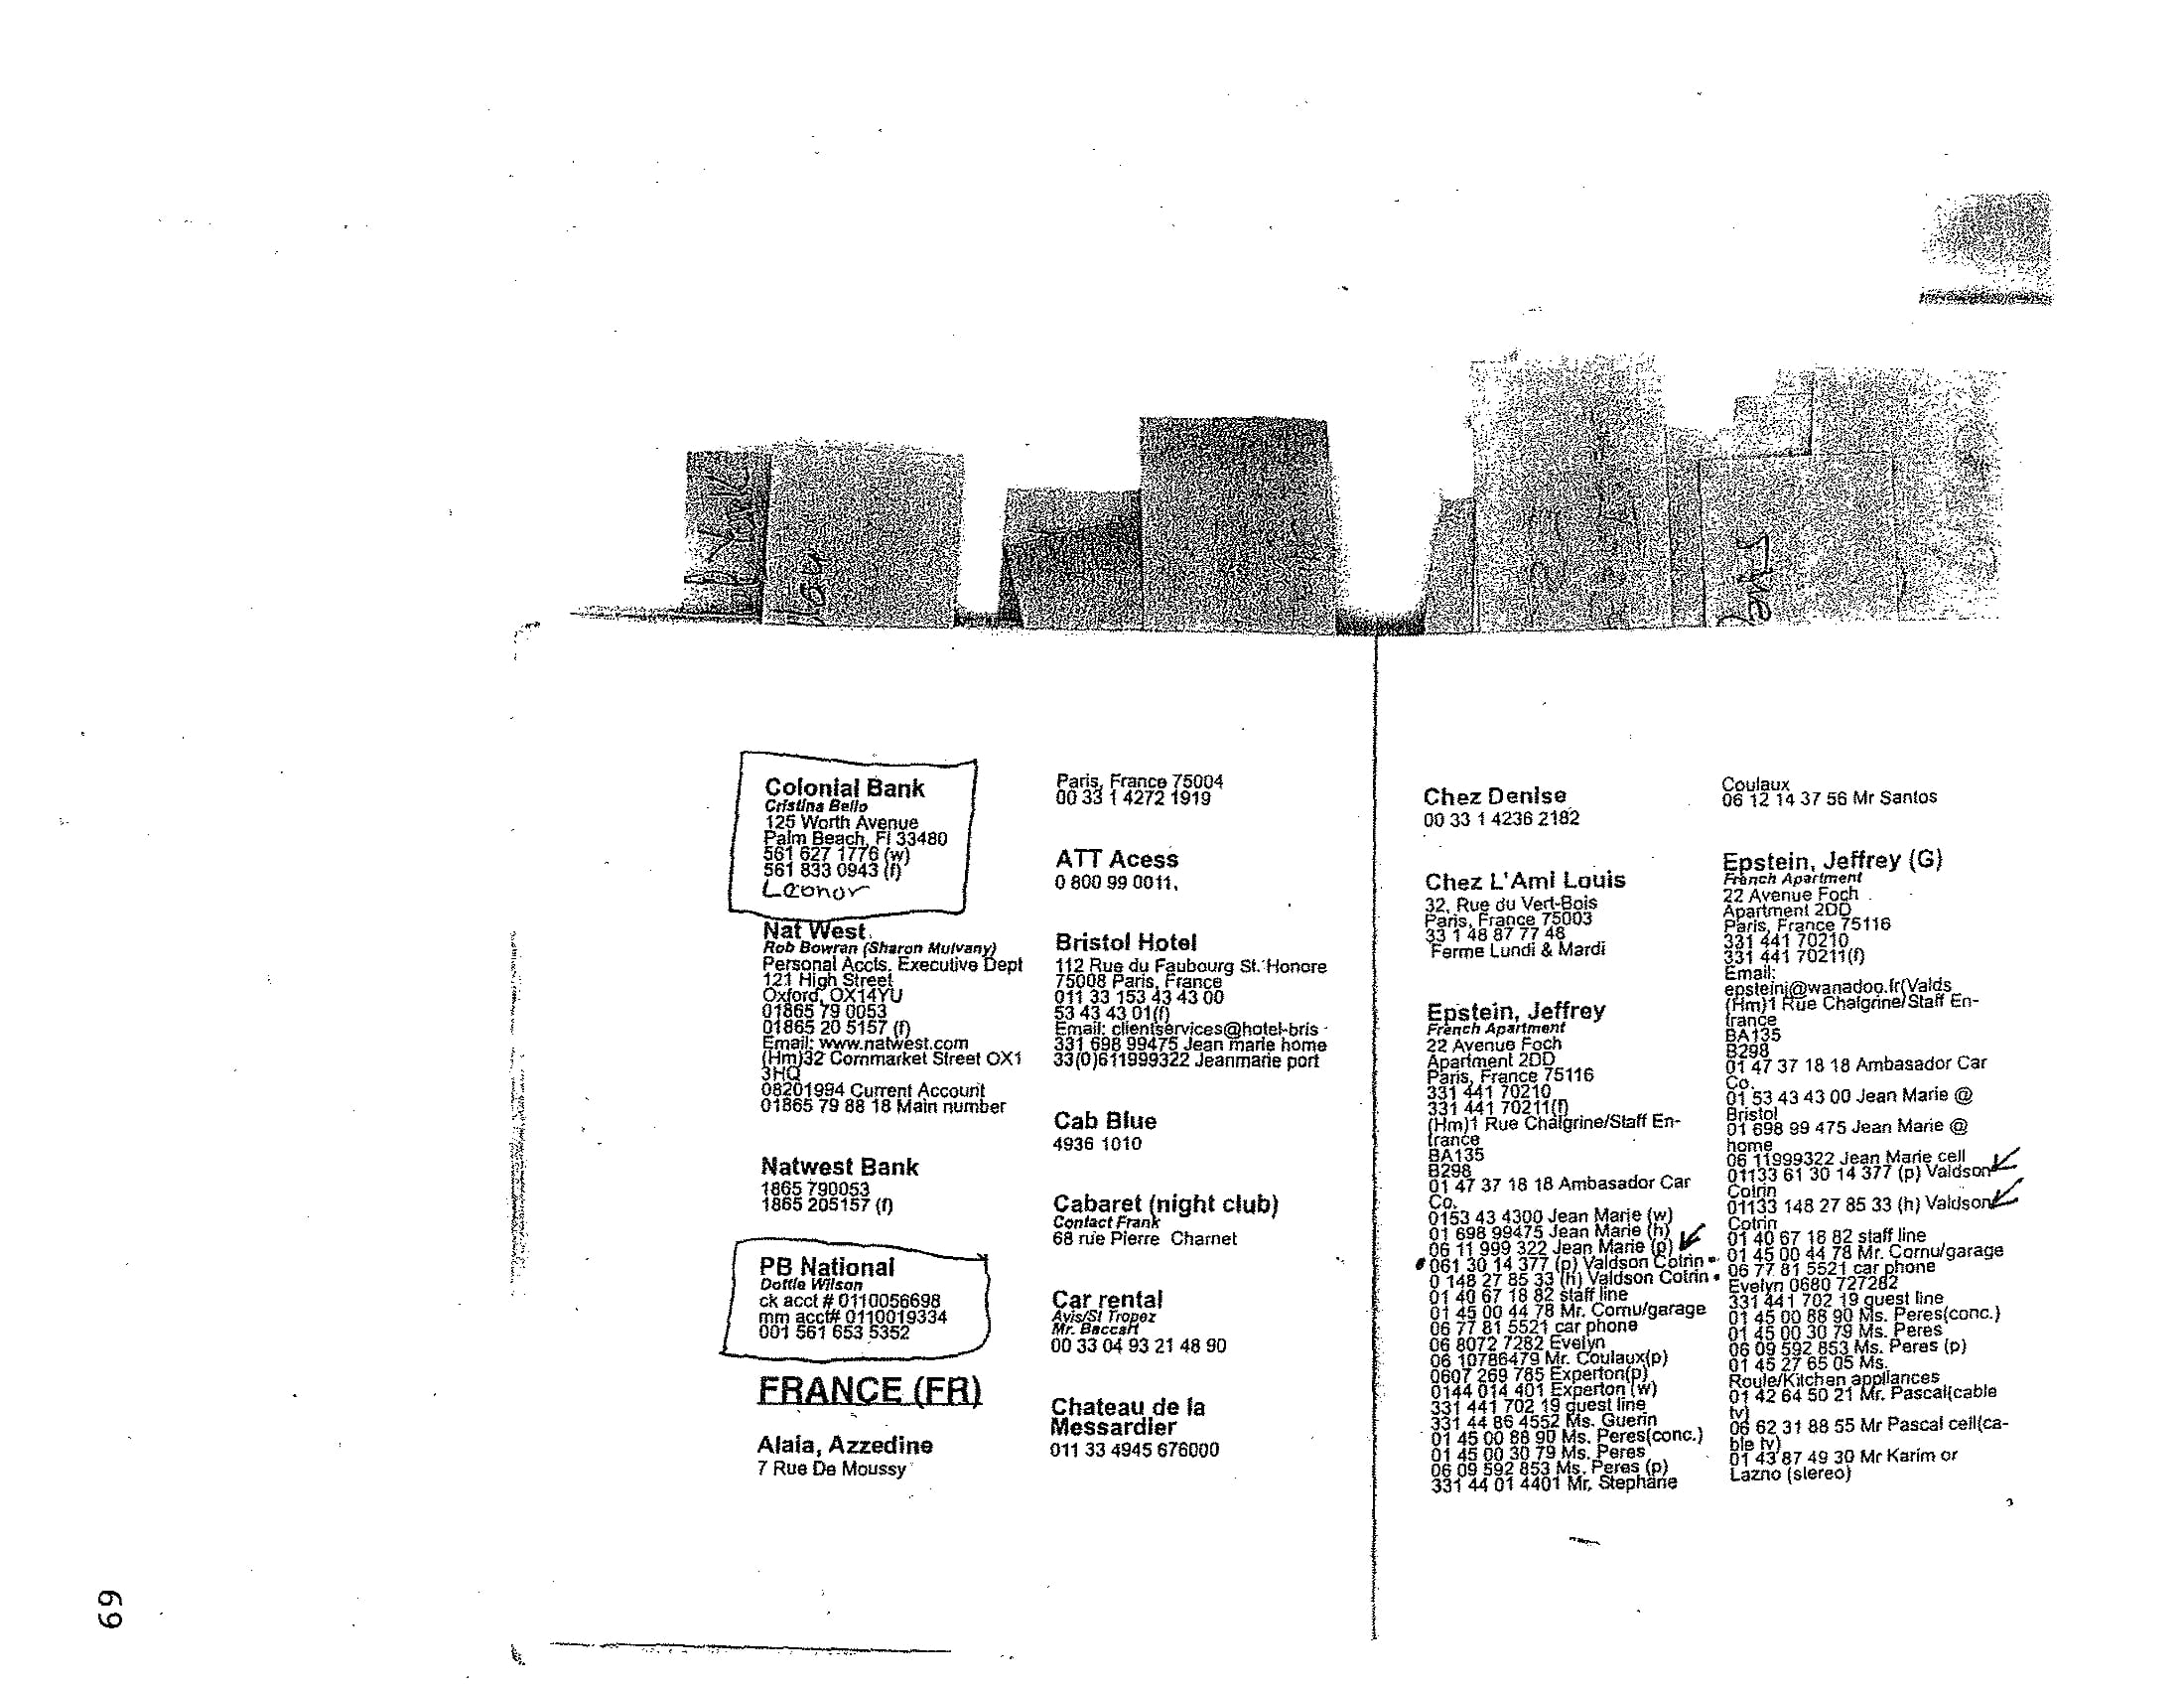 Colonial Bank
Cristina Bello
125 Worth Avenue
Palm Beach, Fl 33480
561 627 1776 (w)
561 833 0943 (f)
Leonor
Nat West
Rob Bowran (Sharon Mulvany)
Personal Accts. Executive Dept
121 High Street
Oxford, OX14YU
01865 79 0053
01865 20 5157 (f)
Email: www.natwest.com
(Hm)32 Cornmarket Street OX1
3HQ
08201994 Current Account
01865 79 88 18 Main number
Natwest Bank
1865 790053
1865 205157 (f)
PB National
Dottie Wilson
ck acct # 0110056698
mm acct# 0110019334
001 561 653 5352
FRANCE (FR)
Alaia, Azzedine
7 Rue De Moussy
Paris, France 75004
00 33 1 4272 1919
ATT Acess
0 800 99 0011,
Bristol Hotel
112 Rue du Faubourg St. Honore
75008 Paris, France
011 33 153 43 43 00
53 43 43 01(f)
Email: clientservices@hotel-bris
331 698 99475 Jean marie home
33(0)611999322 Jeanmarie port
Cab Blue
4936 1010
Cabaret (night club)
Contact Frank
68 rue Pierre Charnet
Car rental
Avis/St Tropez
Mr. Baccart
00 33 04 93 21 48 90
Chateau de la
Messardier
011 33 4945 676000
Chez Denise
00 33 1 4236 2182
Chez L'Ami Louis
32, Rue du Vert-Bois
Paris, France 75003
33 1 48 87 77 48
Ferme Lundi & Mardi
Epstein, Jeffrey
French Apartment
22 Avenue Foch
Apartment 2DD
Paris, France 75116
331 441 70210
331 441 70211(f)
(Hm)1 Rue Chalgrine/Staff En-
trance
BA135
B298
01 47 37 18 18 Ambasador Car
Co.
0153 43 4300 Jean Marie (w)
01 698 99475 Jean Marie (h)
06 11 999 322 Jean Marie (p)
061 30 14 377 (p) Valdson Cotrin
0 148 27 85 33 (h) Valdson Cotrin
01 40 67 18 82 staff line
01 45 00 44 78 Mr. Cornu/garage
06 77 81 5521 car phone
06 8072 7282 Evelyn
06 10786479 Mr. Coulaux(p)
0607 269 785 Experton(p)
0144 014 401 Experton (w)
331 441 702 19 guest line
331 44 86 4552 Ms. Guerin
01 45 00 88 90 Ms. Peres(conc.)
01 45 00 30 79 Ms. Peres
06 09 592 853 Ms. Peres (p)
331 44 01 4401 Mr. Stephane
Coulaux
06 12 14 37 56 Mr Santos
Epstein, Jeffrey (G)
French Apartment
22 Avenue Foch
Apartment 2DD
Paris, France 75116
331 441 70210
331 441 70211(f)
Email:
epsteinj@wanadoo.fr(Valds
(Hm)1 Rue Chalgrine/Staff En-
trance
BA135
B298
01 47 37 18 18 Ambasador Car
Co.
01 53 43 43 00 Jean Marie @
Bristol
01 698 99 475 Jean Marie @
home
06 11999322 Jean Marie cell
01133 61 30 14 377 (p) Valdson
Cotrin
01133 148 27 85 33 (h) Valdson
Cotrin
01 40 67 18 82 staff line
01 45 00 44 78 Mr. Cornu/garage
06 77 81 5521 car phone
Evelyn 0680 727282
331 441 702 19 guest line
01 45 00 88 90 Ms. Peres(conc.)
01 45 00 30 79 Ms. Peres
06 09 592 853 Ms. Peres (p)
01 45 27 65 05 Ms.
Roule/Kitchen appliances
01 42 64 50 21 Mr. Pascal(cable
tv)
06 62 31 88 55 Mr Pascal cell(ca-
ble tv)
01 43 87 49 30 Mr Karim or
Lazno (stereo)
69